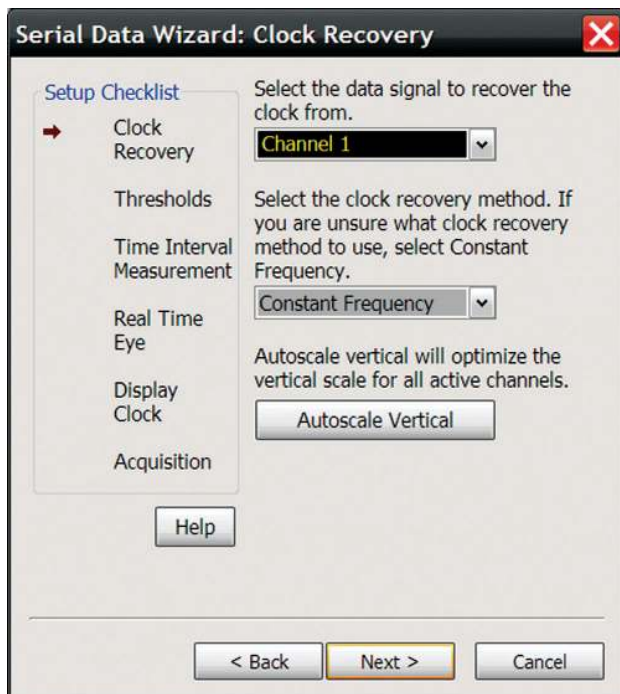 Serial Data Wizard: Clock Recovery
Setup Checklist
Clock
Recovery
Thresholds
Time Interval
Measurement
Real Time
Eye
Display
Clock
Acquisition
Help
Select the data signal to recover the
clock from.
Channel 1
Select the clock recovery method. If
you are unsure what clock recovery
method to use, select Constant
Frequency.
Constant Frequency
Autoscale vertical will optimize the
vertical scale for all active channels.
Autoscale Vertical
< Back
Next >
Cancel